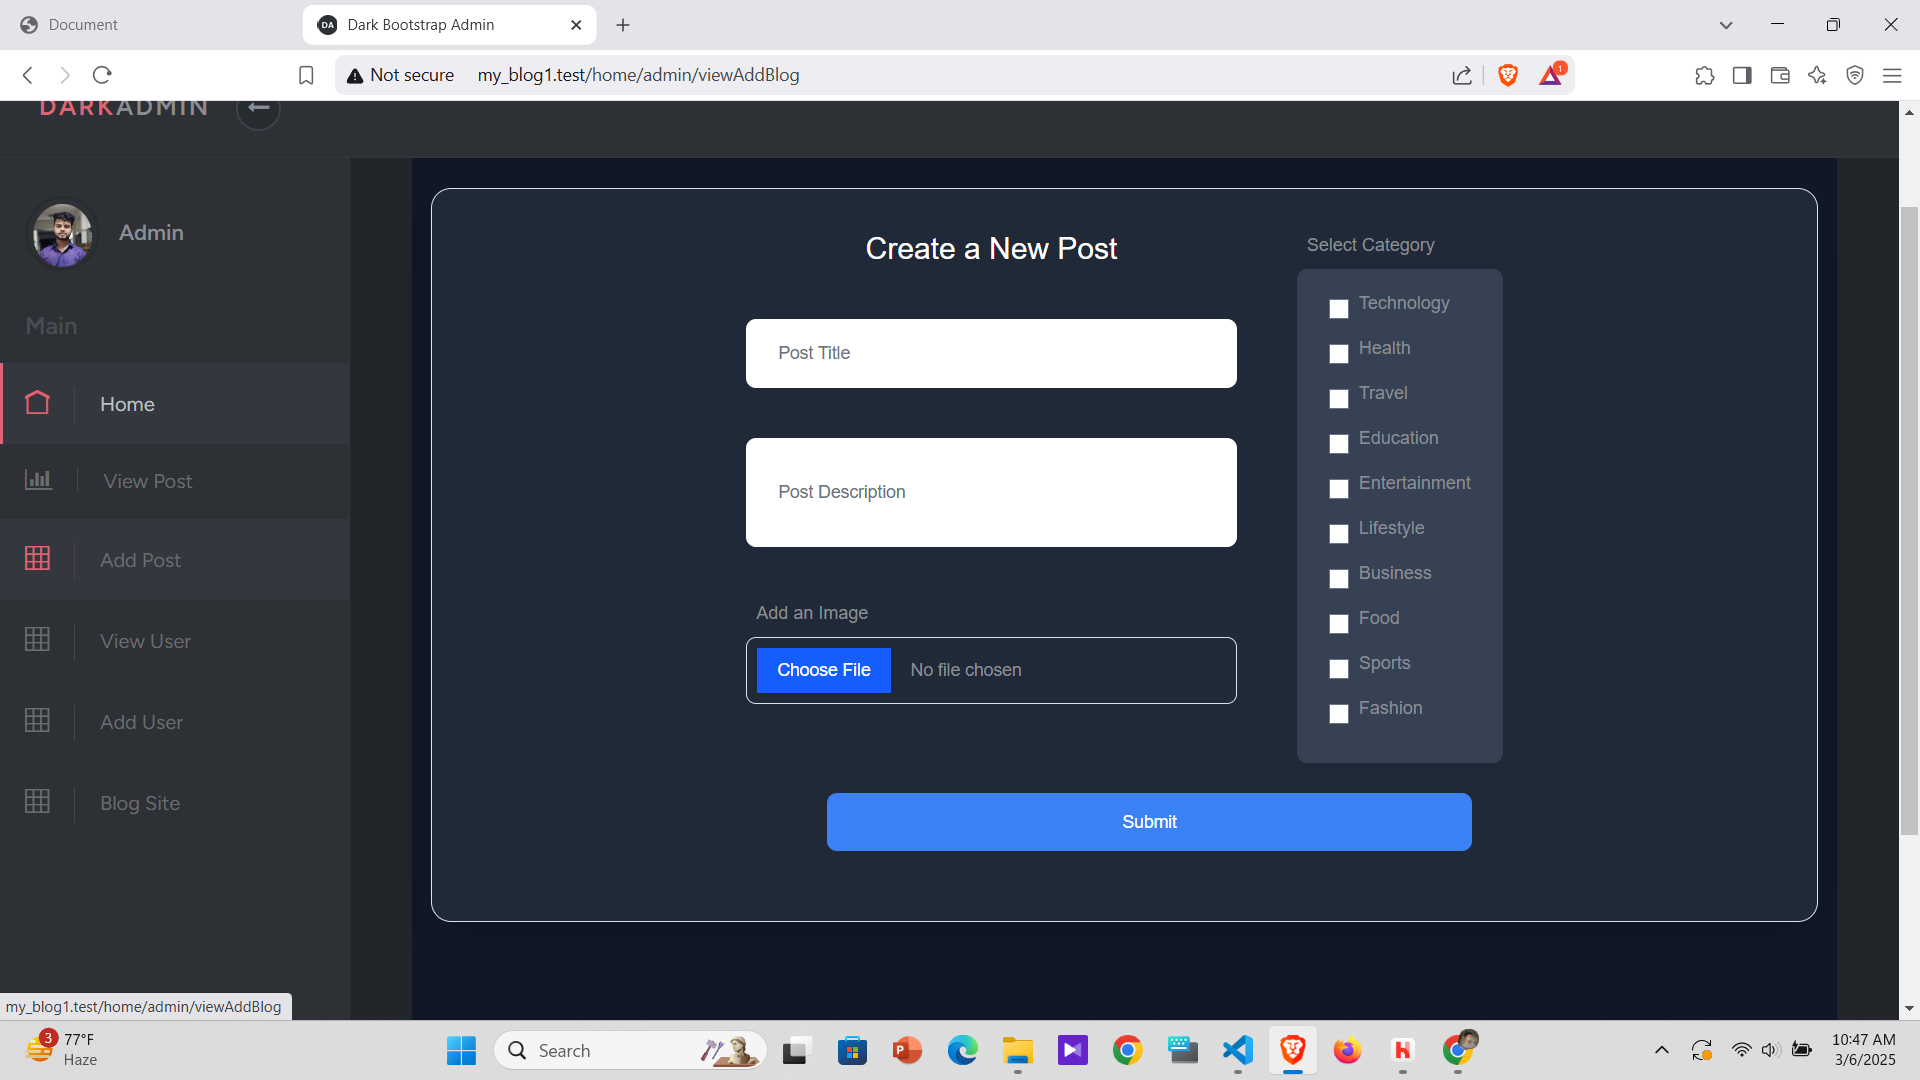 Document
DA
Dark Bootstrap Admin
Not secure
my_blog1.test/home/admin/viewAddBlog
1
DARKADMIN
Admin
Main
Home
View Post
Add Post
View User
Add User
Blog Site
Create a New Post
Post Title
Post Description
Add an Image
Choose File
No file chosen
Select Category
Technology
Health
Travel
Education
Entertainment
Lifestyle
Business
Food
Sports
Fashion
Submit
my_blog1.test/home/admin/viewAddBlog
3
77°F
Haze
Search
P
H
10:47 AM
3/6/2025